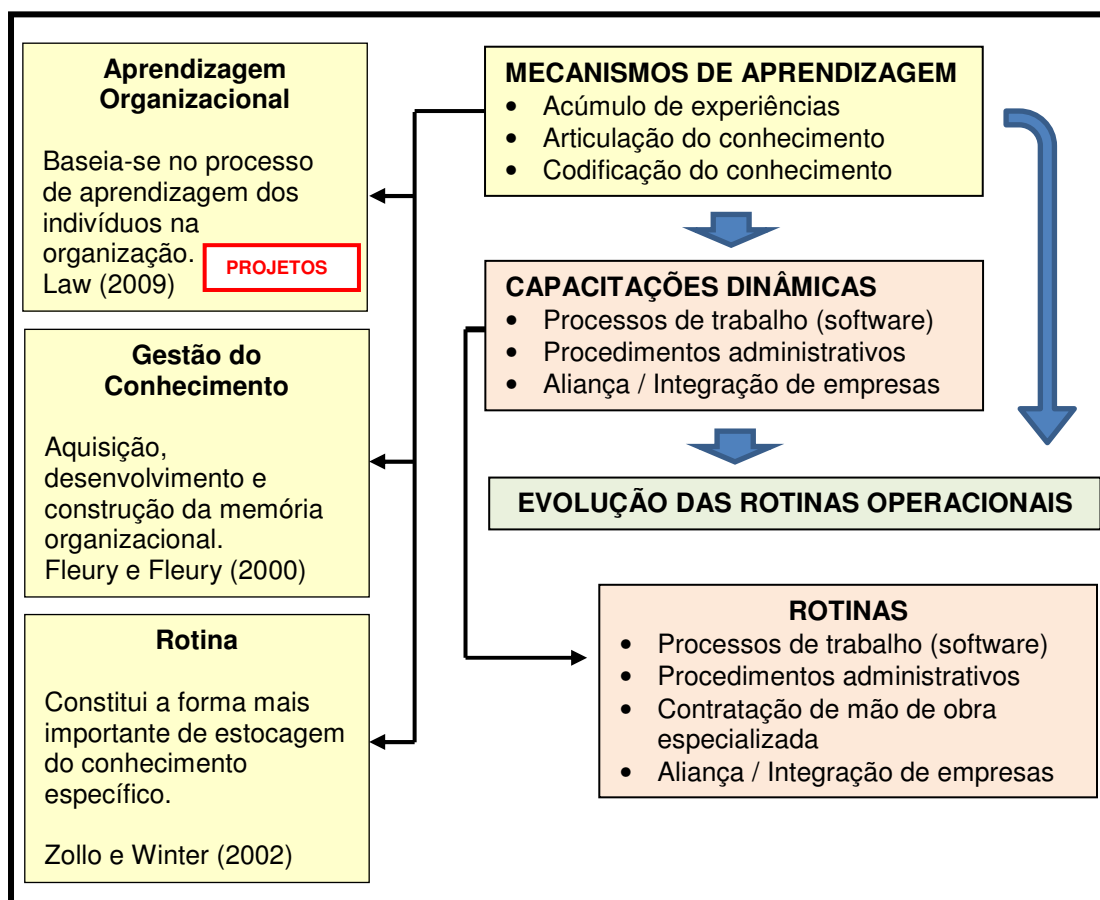 Aprendizagem
Organizacional
Baseia-se no processo
de aprendizagem dos
indivíduos na
organização.
Law (2009)
PROJETOS
Gestão do
Conhecimento
Aquisição,
desenvolvimento e
construção da memória
organizacional.
Fleury e Fleury (2000)
Rotina
Constitui a forma mais
importante de estocagem
do conhecimento
específico.
Zollo e Winter (2002)
MECANISMOS DE APRENDIZAGEM
• Acúmulo de experiências
• Articulação do conhecimento
• Codificação do conhecimento
CAPACITAÇÕES DINÂMICAS
• Processos de trabalho (software)
• Procedimentos administrativos
• Aliança / Integração de empresas
EVOLUÇÃO DAS ROTINAS OPERACIONAIS
ROTINAS
• Processos de trabalho (software)
• Procedimentos administrativos
• Contratação de mão de obra
especializada
• Aliança / Integração de empresas